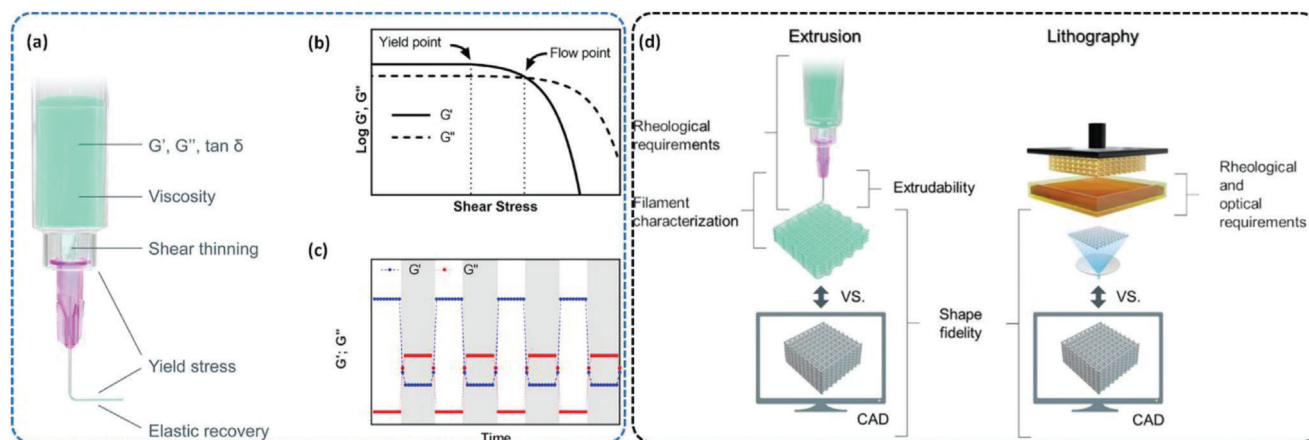 (a)
G', G'', tan δ
Viscosity
Shear thinning
Yield stress
Elastic recovery
(b)
Yield point
Flow point
Log G', G''
G'
G''
Shear Stress
(c)
G'
G''
G'; G''
Time
(d)
Extrusion
Lithography
Rheological
requirements
Filament
characterization
Extrudability
Rheological
and
optical
requirements
VS.
VS.
Shape
fidelity
CAD
CAD